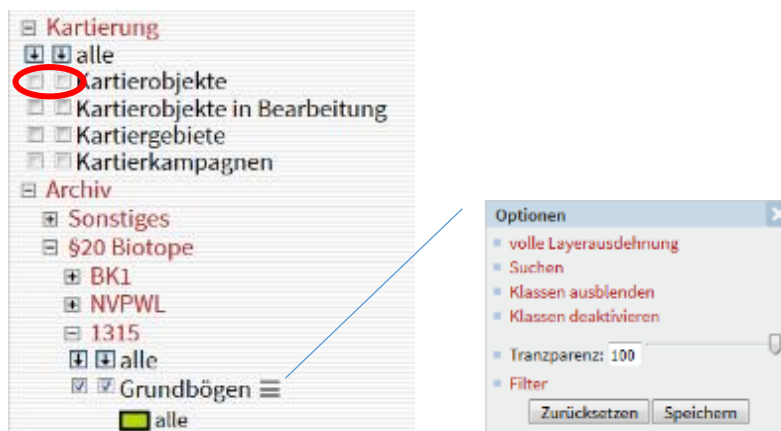 Kartierung
alle
Kartierobjekte
Kartierobjekte in Bearbeitung
Kartiergebiete
Kartierkampagnen
Archiv
Sonstiges
§20 Biotope
BK1
NVPWL
1315
alle
Grundbögen
alle
Optionen
volle Layerausdehnung
Suchen
Klassen ausblenden
Klassen deaktivieren
Tranzparenz: 100
Filter
Zurücksetzen Speichern